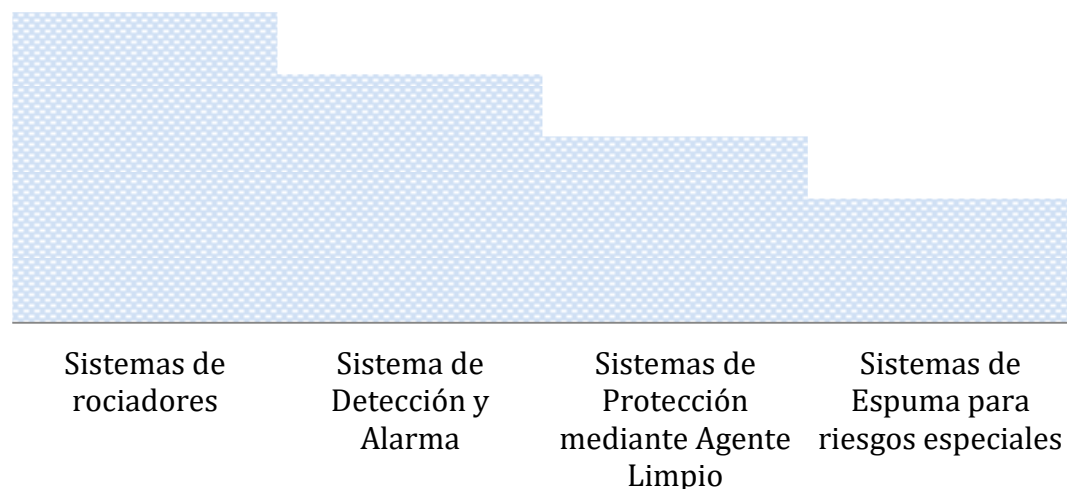 Sistemas de
rociadores
Sistema de
Detección y
Alarma
Sistemas de
Protección
mediante Agente
Limpio
Sistemas de
Espuma para
riesgos especiales